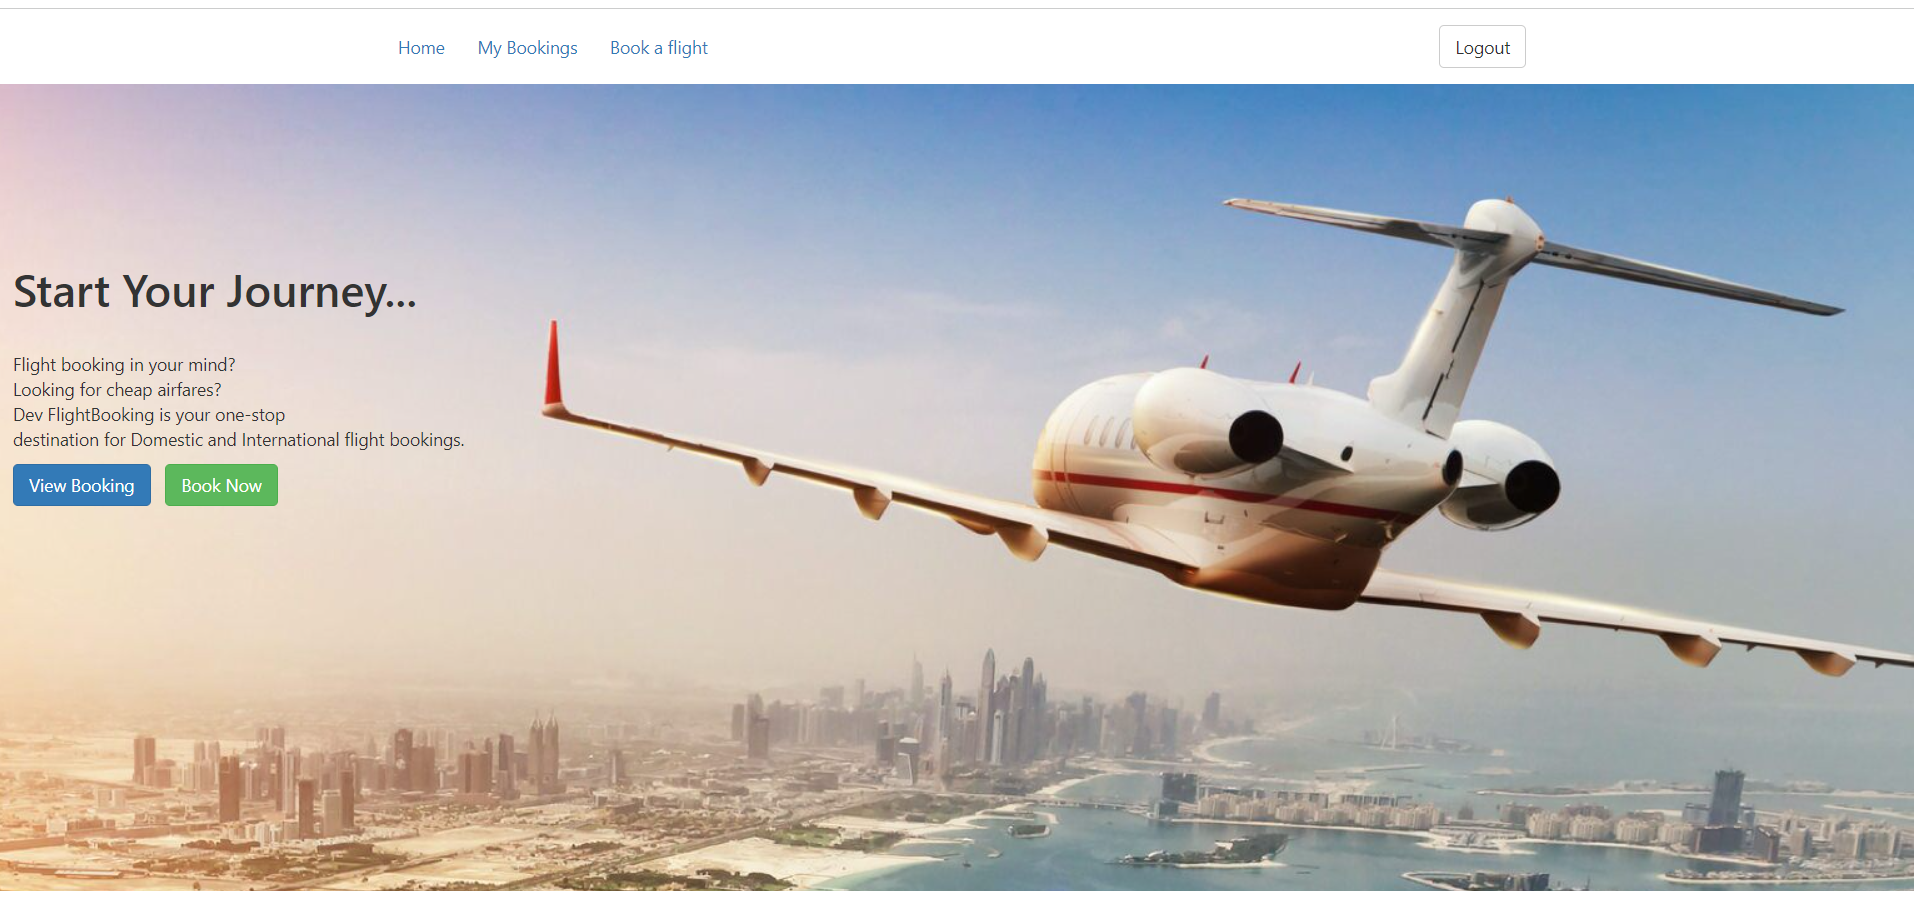 Home My Bookings Book a flight Logout
Start Your Journey...
Flight booking in your mind?
Looking for cheap airfares?
Dev FlightBooking is your one-stop
destination for Domestic and International flight bookings.
View Booking Book Now